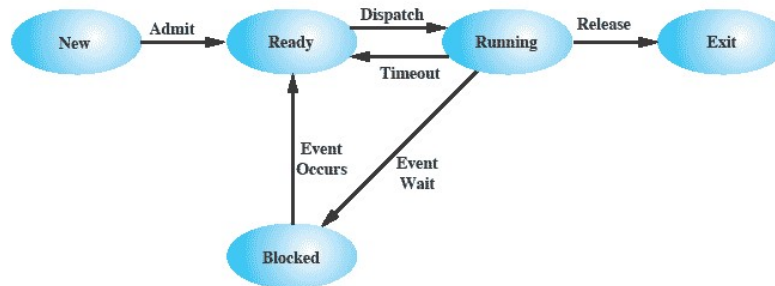 Dispatch
New
Admit
Ready
Running
Release
Exit
Timeout
Event
Occurs
Event
Wait
Blocked